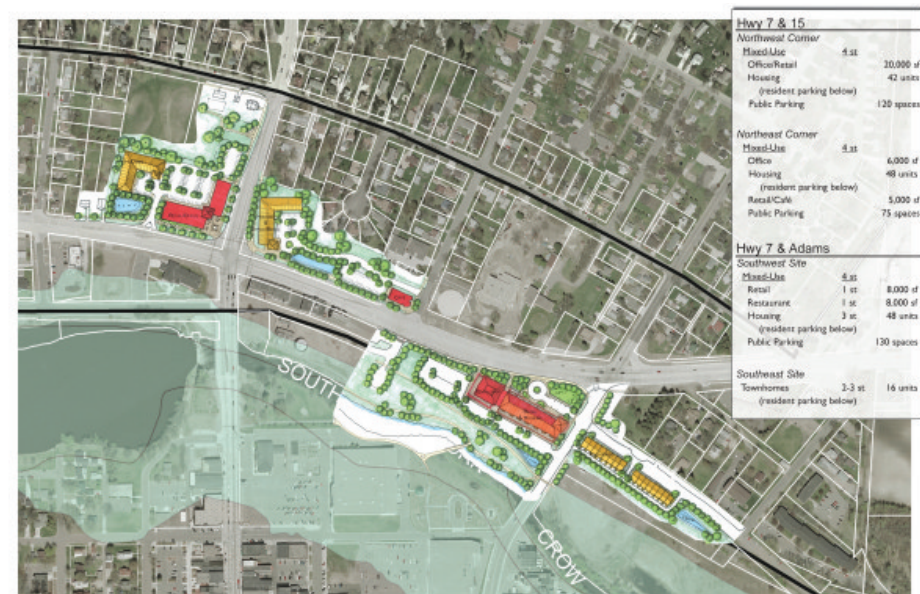 Hwy 7 & 15
Northwest Corner
Mixed-Use 4 st
Office/Retail 20,000 sf
Housing 42 units
(resident parking below)
Public Parking 120 spaces
Northeast Corner
Mixed-Use 4 st
Office 6,000 sf
Housing 48 units
(resident parking below)
Retail/Café 5,000 sf
Public Parking 75 spaces
Hwy 7 & Adams
Southwest Site
Mixed-Use 4 st
Retail 1 st 8,000 sf
Restaurant 1 st 8,000 sf
Housing 3 st 48 units
(resident parking below)
Public Parking 130 spaces
Southeast Site
Townhomes 2-3 st 16 units
(resident parking below)
SOUTH
CROW